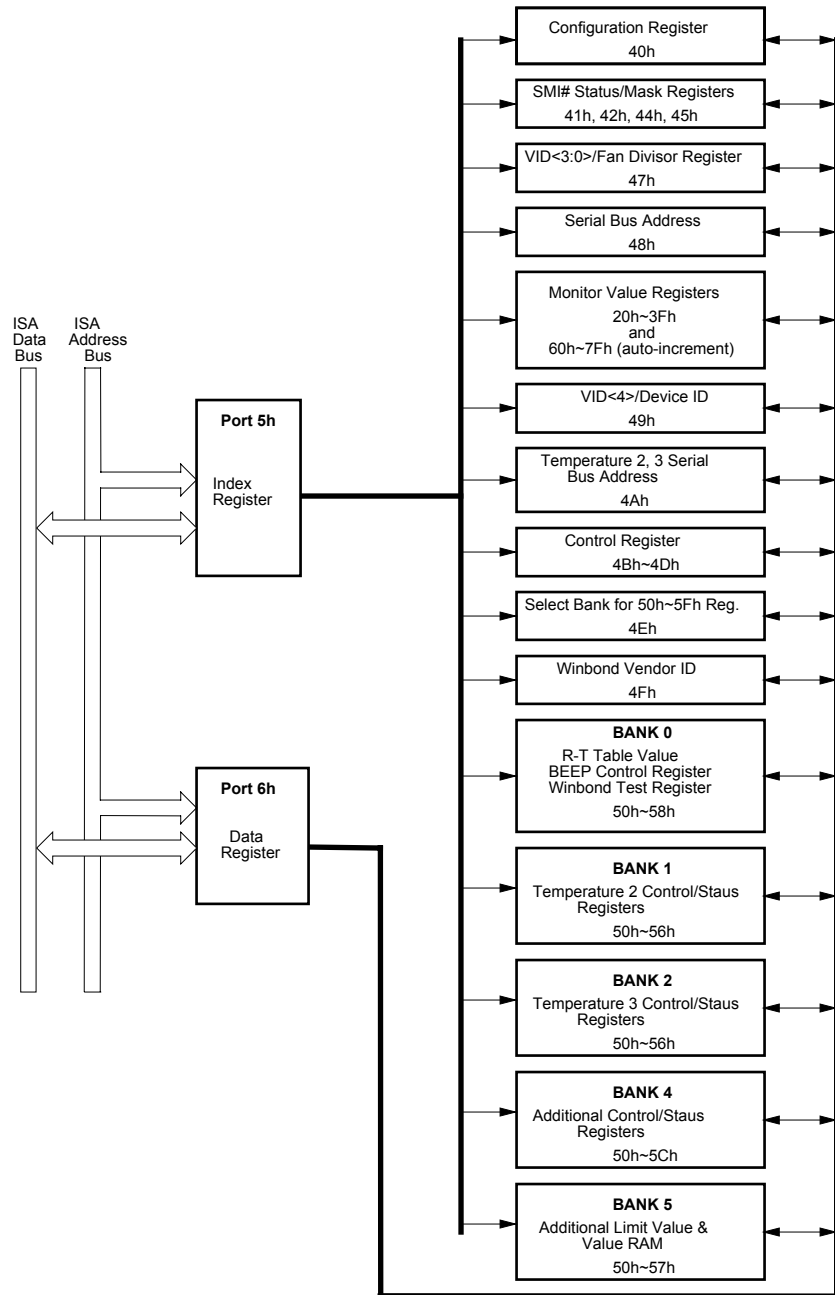 ISA
Data
Bus
ISA
Address
Bus
Port 5h
Index
Register
Port 6h
Data
Register
Configuration Register
40h
SMI# Status/Mask Registers
41h, 42h, 44h, 45h
VID<3:0>/Fan Divisor Register
47h
Serial Bus Address
48h
Monitor Value Registers
20h~3Fh
and
60h~7Fh (auto-increment)
VID<4>/Device ID
49h
Temperature 2, 3 Serial
Bus Address
4Ah
Control Register
4Bh~4Dh
Select Bank for 50h~5Fh Reg.
4Eh
Winbond Vendor ID
4Fh
BANK 0
R-T Table Value
BEEP Control Register
Winbond Test Register
50h~58h
BANK 1
Temperature 2 Control/Staus
Registers
50h~56h
BANK 2
Temperature 3 Control/Staus
Registers
50h~56h
BANK 4
Additional Control/Staus
Registers
50h~5Ch
BANK 5
Additional Limit Value &
Value RAM
50h~57h